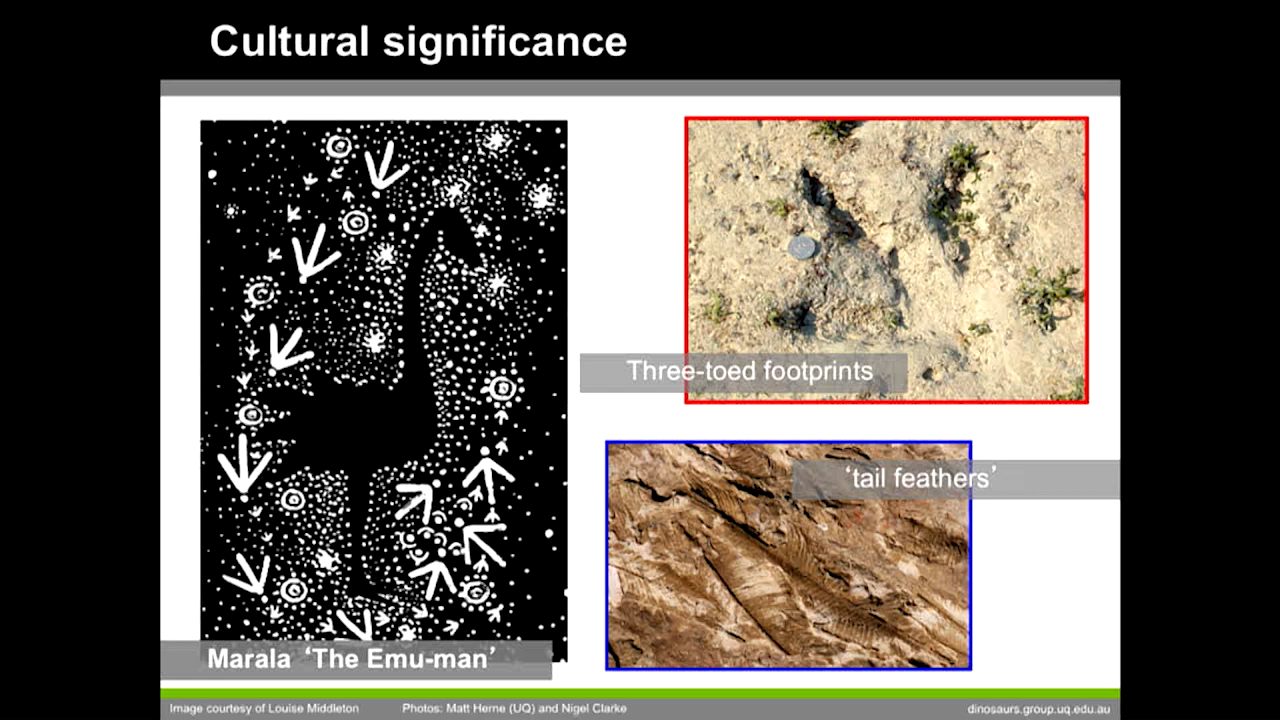 Cultural significance
Three-toed footprints
‘tail feathers’
Marala ‘The Emu-man’
Image courtesy of Louise Middleton
Photos: Matt Herne (UQ) and Nigel Clarke
dinosaurs.group.uq.edu.au